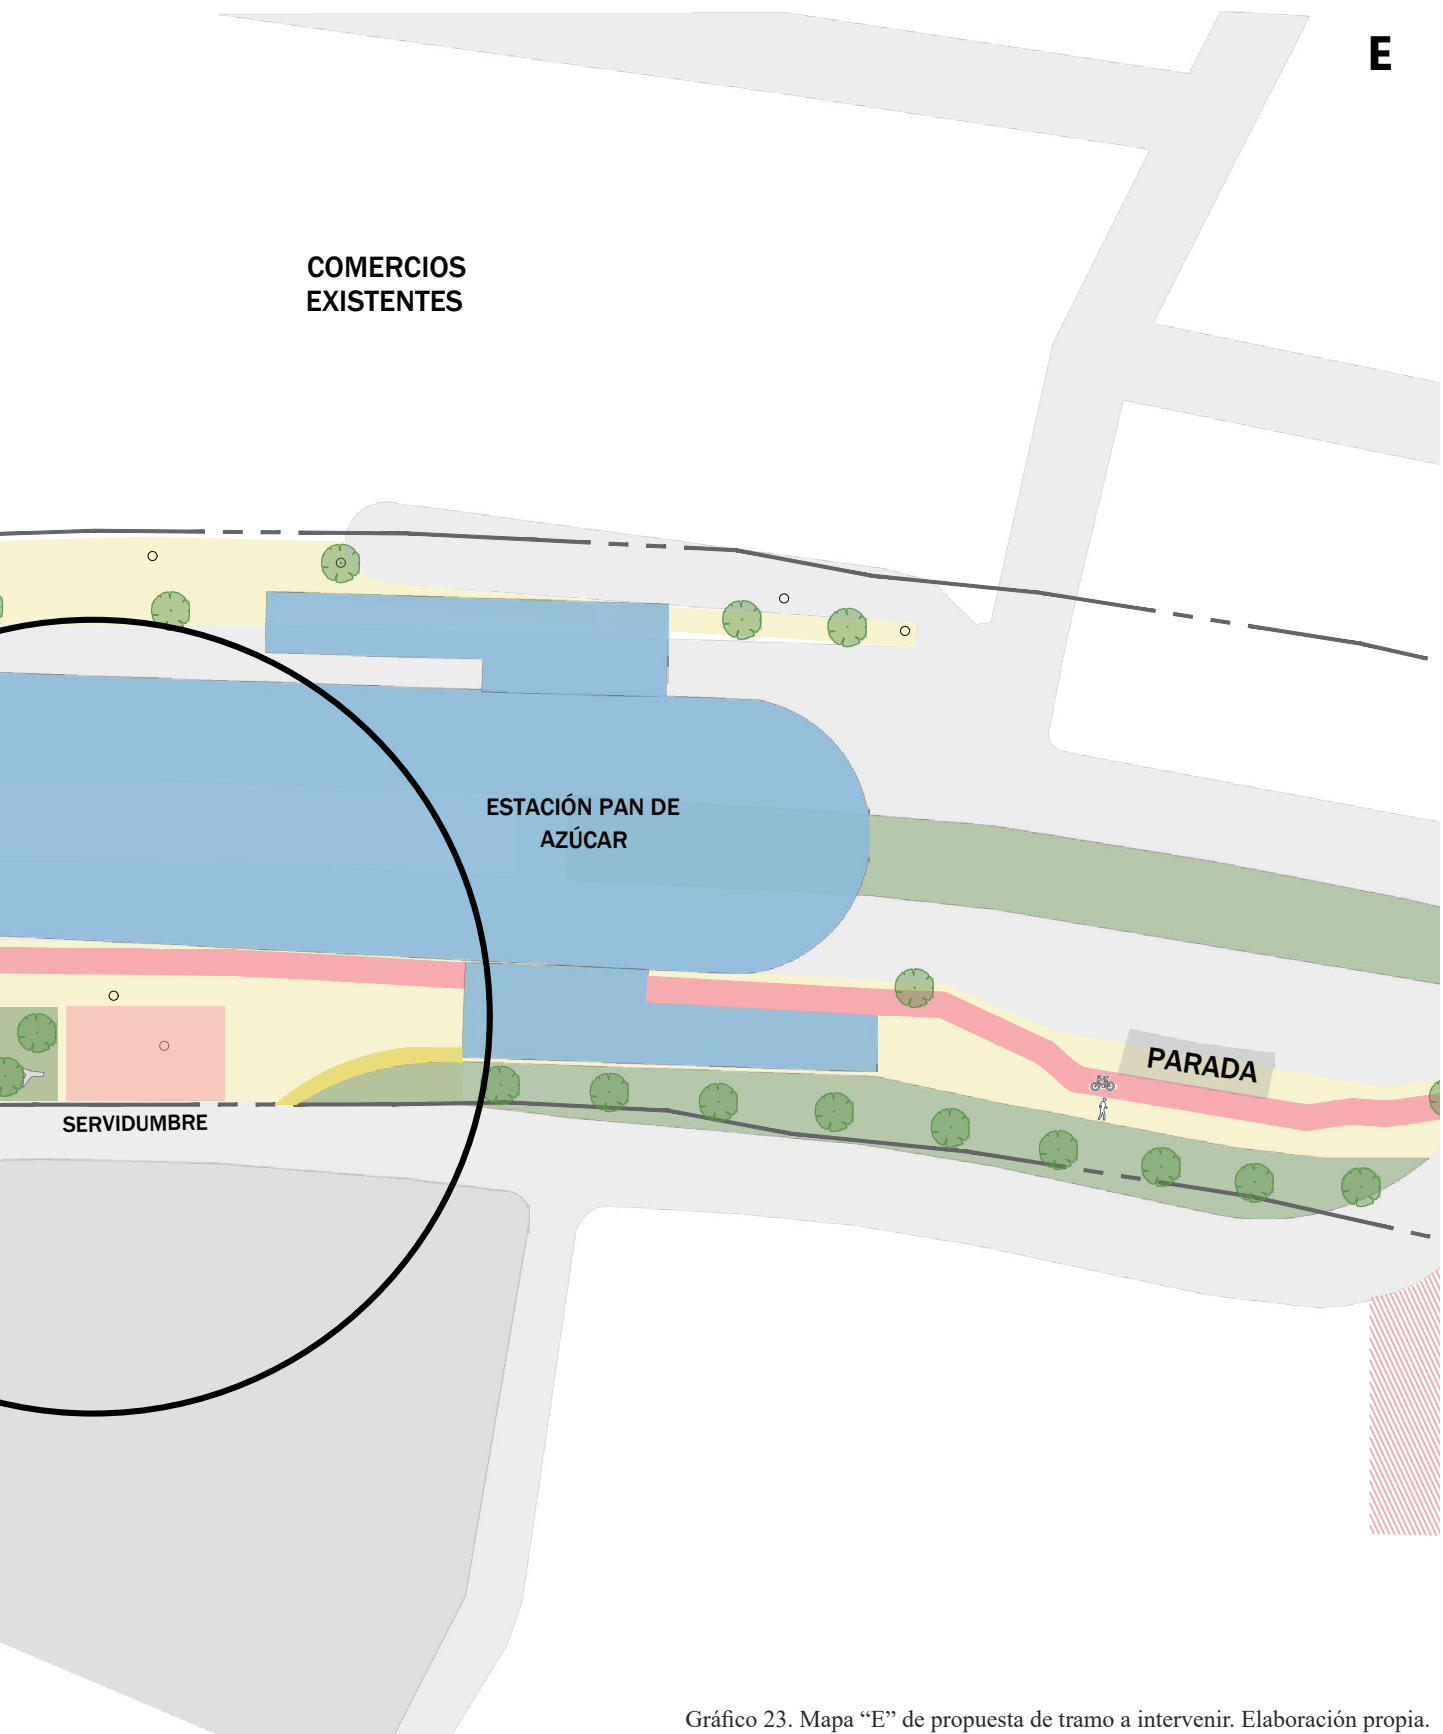 E
COMERCIOS
EXISTENTES
ESTACIÓN PAN DE
AZÚCAR
PARADA
SERVIDUMBRE
Gráfico 23. Mapa “E” de propuesta de tramo a intervenir. Elaboración propia.